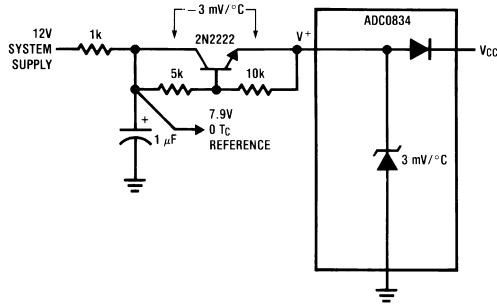 –3 mV/°C
ADC0834
12V
SYSTEM
SUPPLY
1k
2N2222
V+
VCC
5k
10k
7.9V
0 TC
REFERENCE
+
1 µF
3 mV/°C